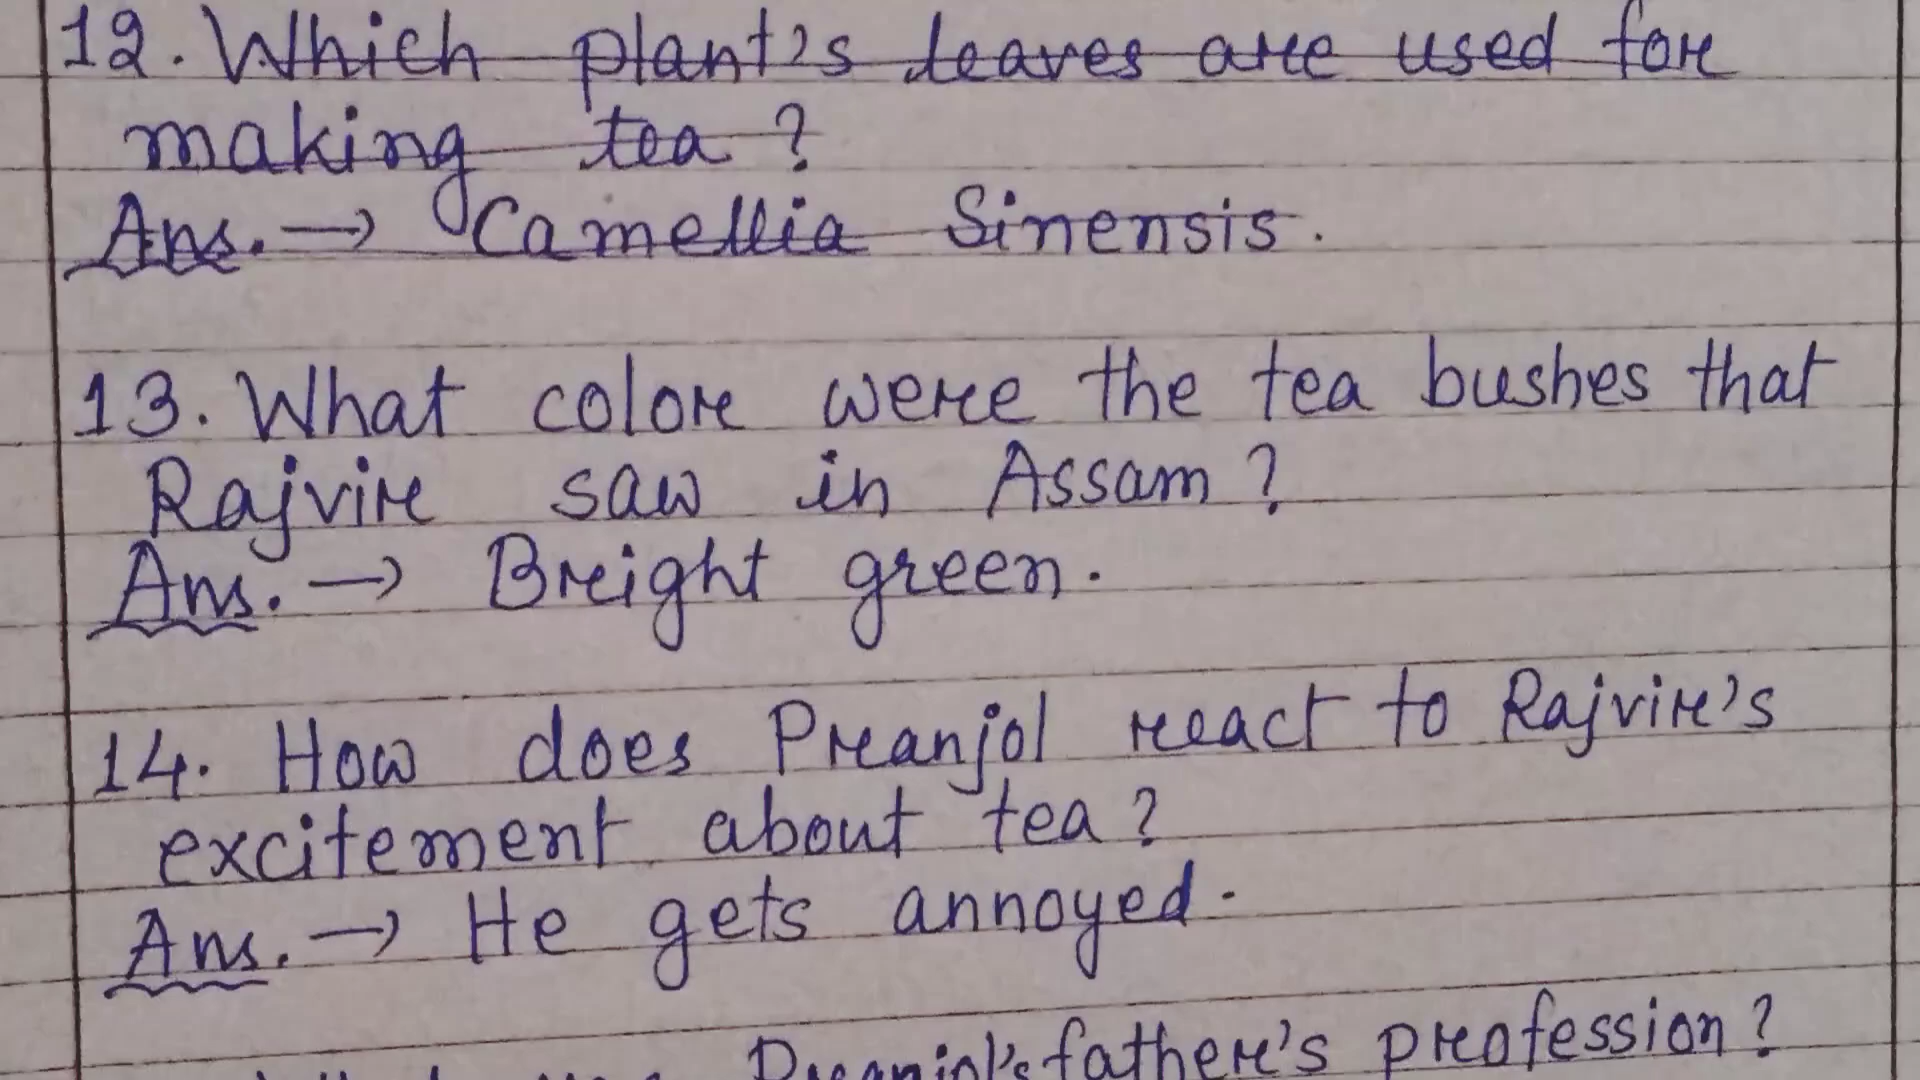 12. Which plant's leaves are used for
making tea ?
Ans. → Camellia Sinensis.
13. What color were the tea bushes that
Rajvir saw in Assam ?
Ans. → Bright green.
14. How does Pranjol react to Rajvir's
excitement about tea ?
Ans. → He gets annoyed.
Pranjol's father's profession ?